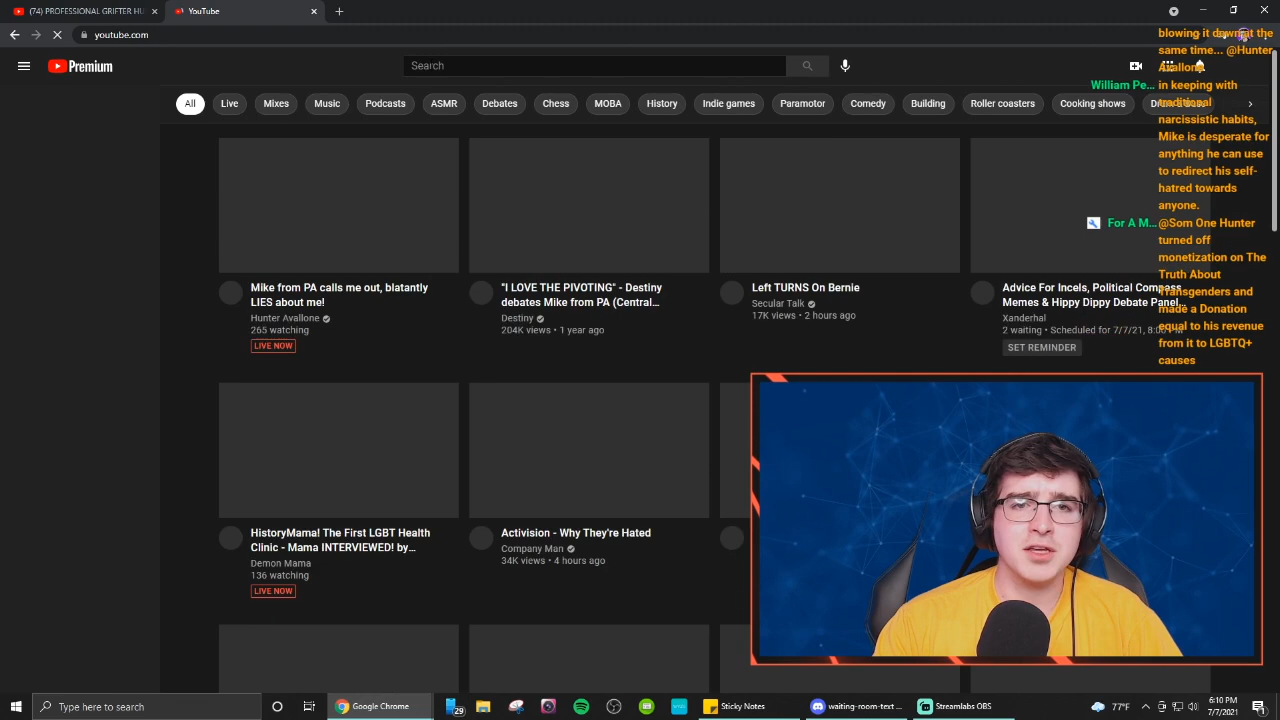 (74) PROFESSIONAL GRIFTER HU
YouTube
youtube.com
Premium
Search
All
Live
Mixes
Music
Podcasts
ASMR
Debates
Chess
MOBA
History
Indie games
Paramotor
Comedy
Building
Roller coasters
Cooking shows
Mike from PA calls me out, blatantly
LIES about me!
Hunter Avallone
265 watching
LIVE NOW
"I LOVE THE PIVOTING" - Destiny
debates Mike from PA (Central...
Destiny
204K views • 1 year ago
Left TURNS On Bernie
Secular Talk
17K views • 2 hours ago
Advice For Incels, Political Compass
Memes & Hippy Dippy Debate Panel...
Xanderhal
2 waiting • Scheduled for 7/7/21, 8:00 PM
SET REMINDER
blowing it down at the
same time... @Hunter
Avallone
William Pe...
in keeping with
traditional
narcissistic habits,
Mike is desperate for
anything he can use
to redirect his self-
hatred towards
anyone.
For A M...
@Som One Hunter
turned off
monetization on The
Truth About
Transgenders and
made a Donation
equal to his revenue
from it to LGBTQ+
causes
HistoryMama! The First LGBT Health
Clinic - Mama INTERVIEWED! by...
Demon Mama
136 watching
LIVE NOW
Activision - Why They're Hated
Company Man
34K views • 4 hours ago
Type here to search
Google Chrome
29
Sticky Notes
waiting-room-text ...
Streamlabs OBS
77°F
6:10 PM
7/7/2021